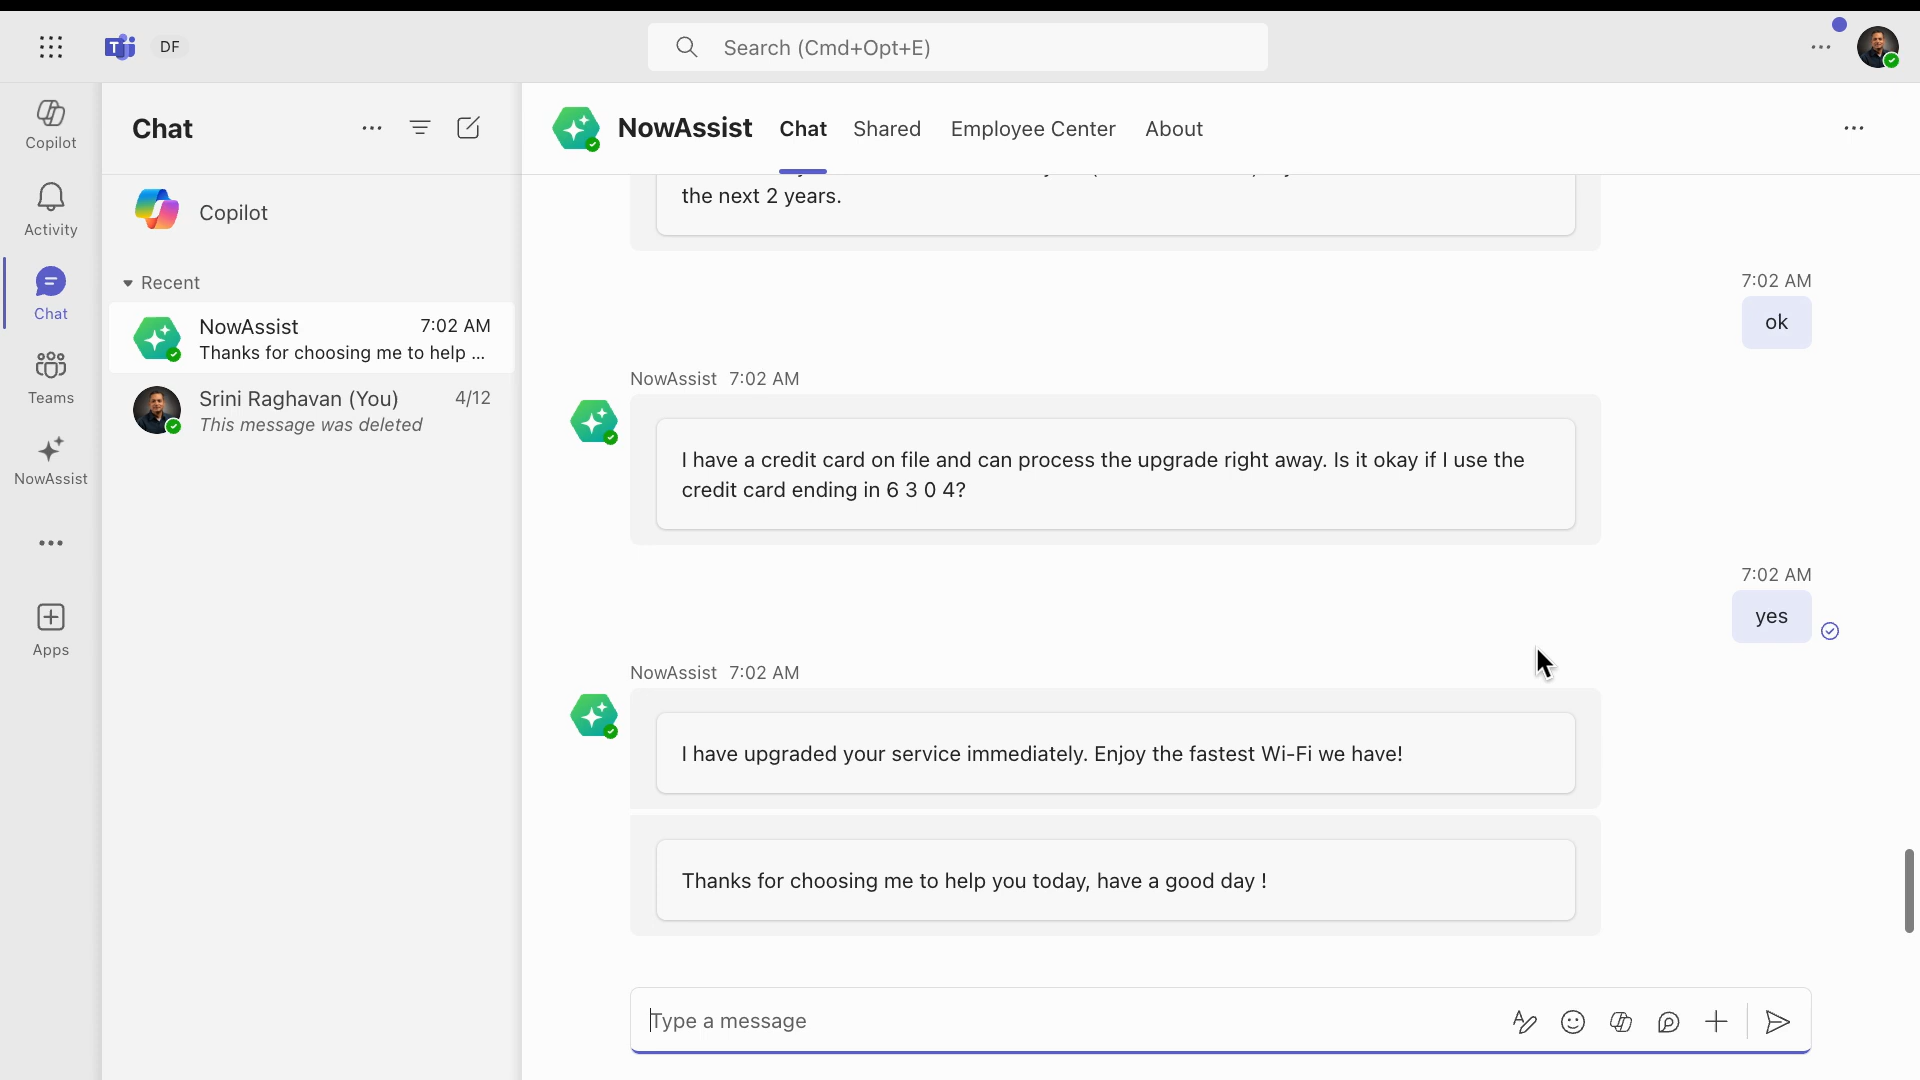 DF
Search (Cmd+Opt+E)
Copilot
Activity
Chat
Teams
NowAssist
Apps
Chat
Copilot
Recent
NowAssist 7:02 AM
Thanks for choosing me to help ...
Srini Raghavan (You) 4/12
This message was deleted
NowAssist Chat Shared Employee Center About
the next 2 years.
7:02 AM
ok
NowAssist 7:02 AM
I have a credit card on file and can process the upgrade right away. Is it okay if I use the
credit card ending in 6 3 0 4?
7:02 AM
yes
NowAssist 7:02 AM
I have upgraded your service immediately. Enjoy the fastest Wi-Fi we have!
Thanks for choosing me to help you today, have a good day !
Type a message